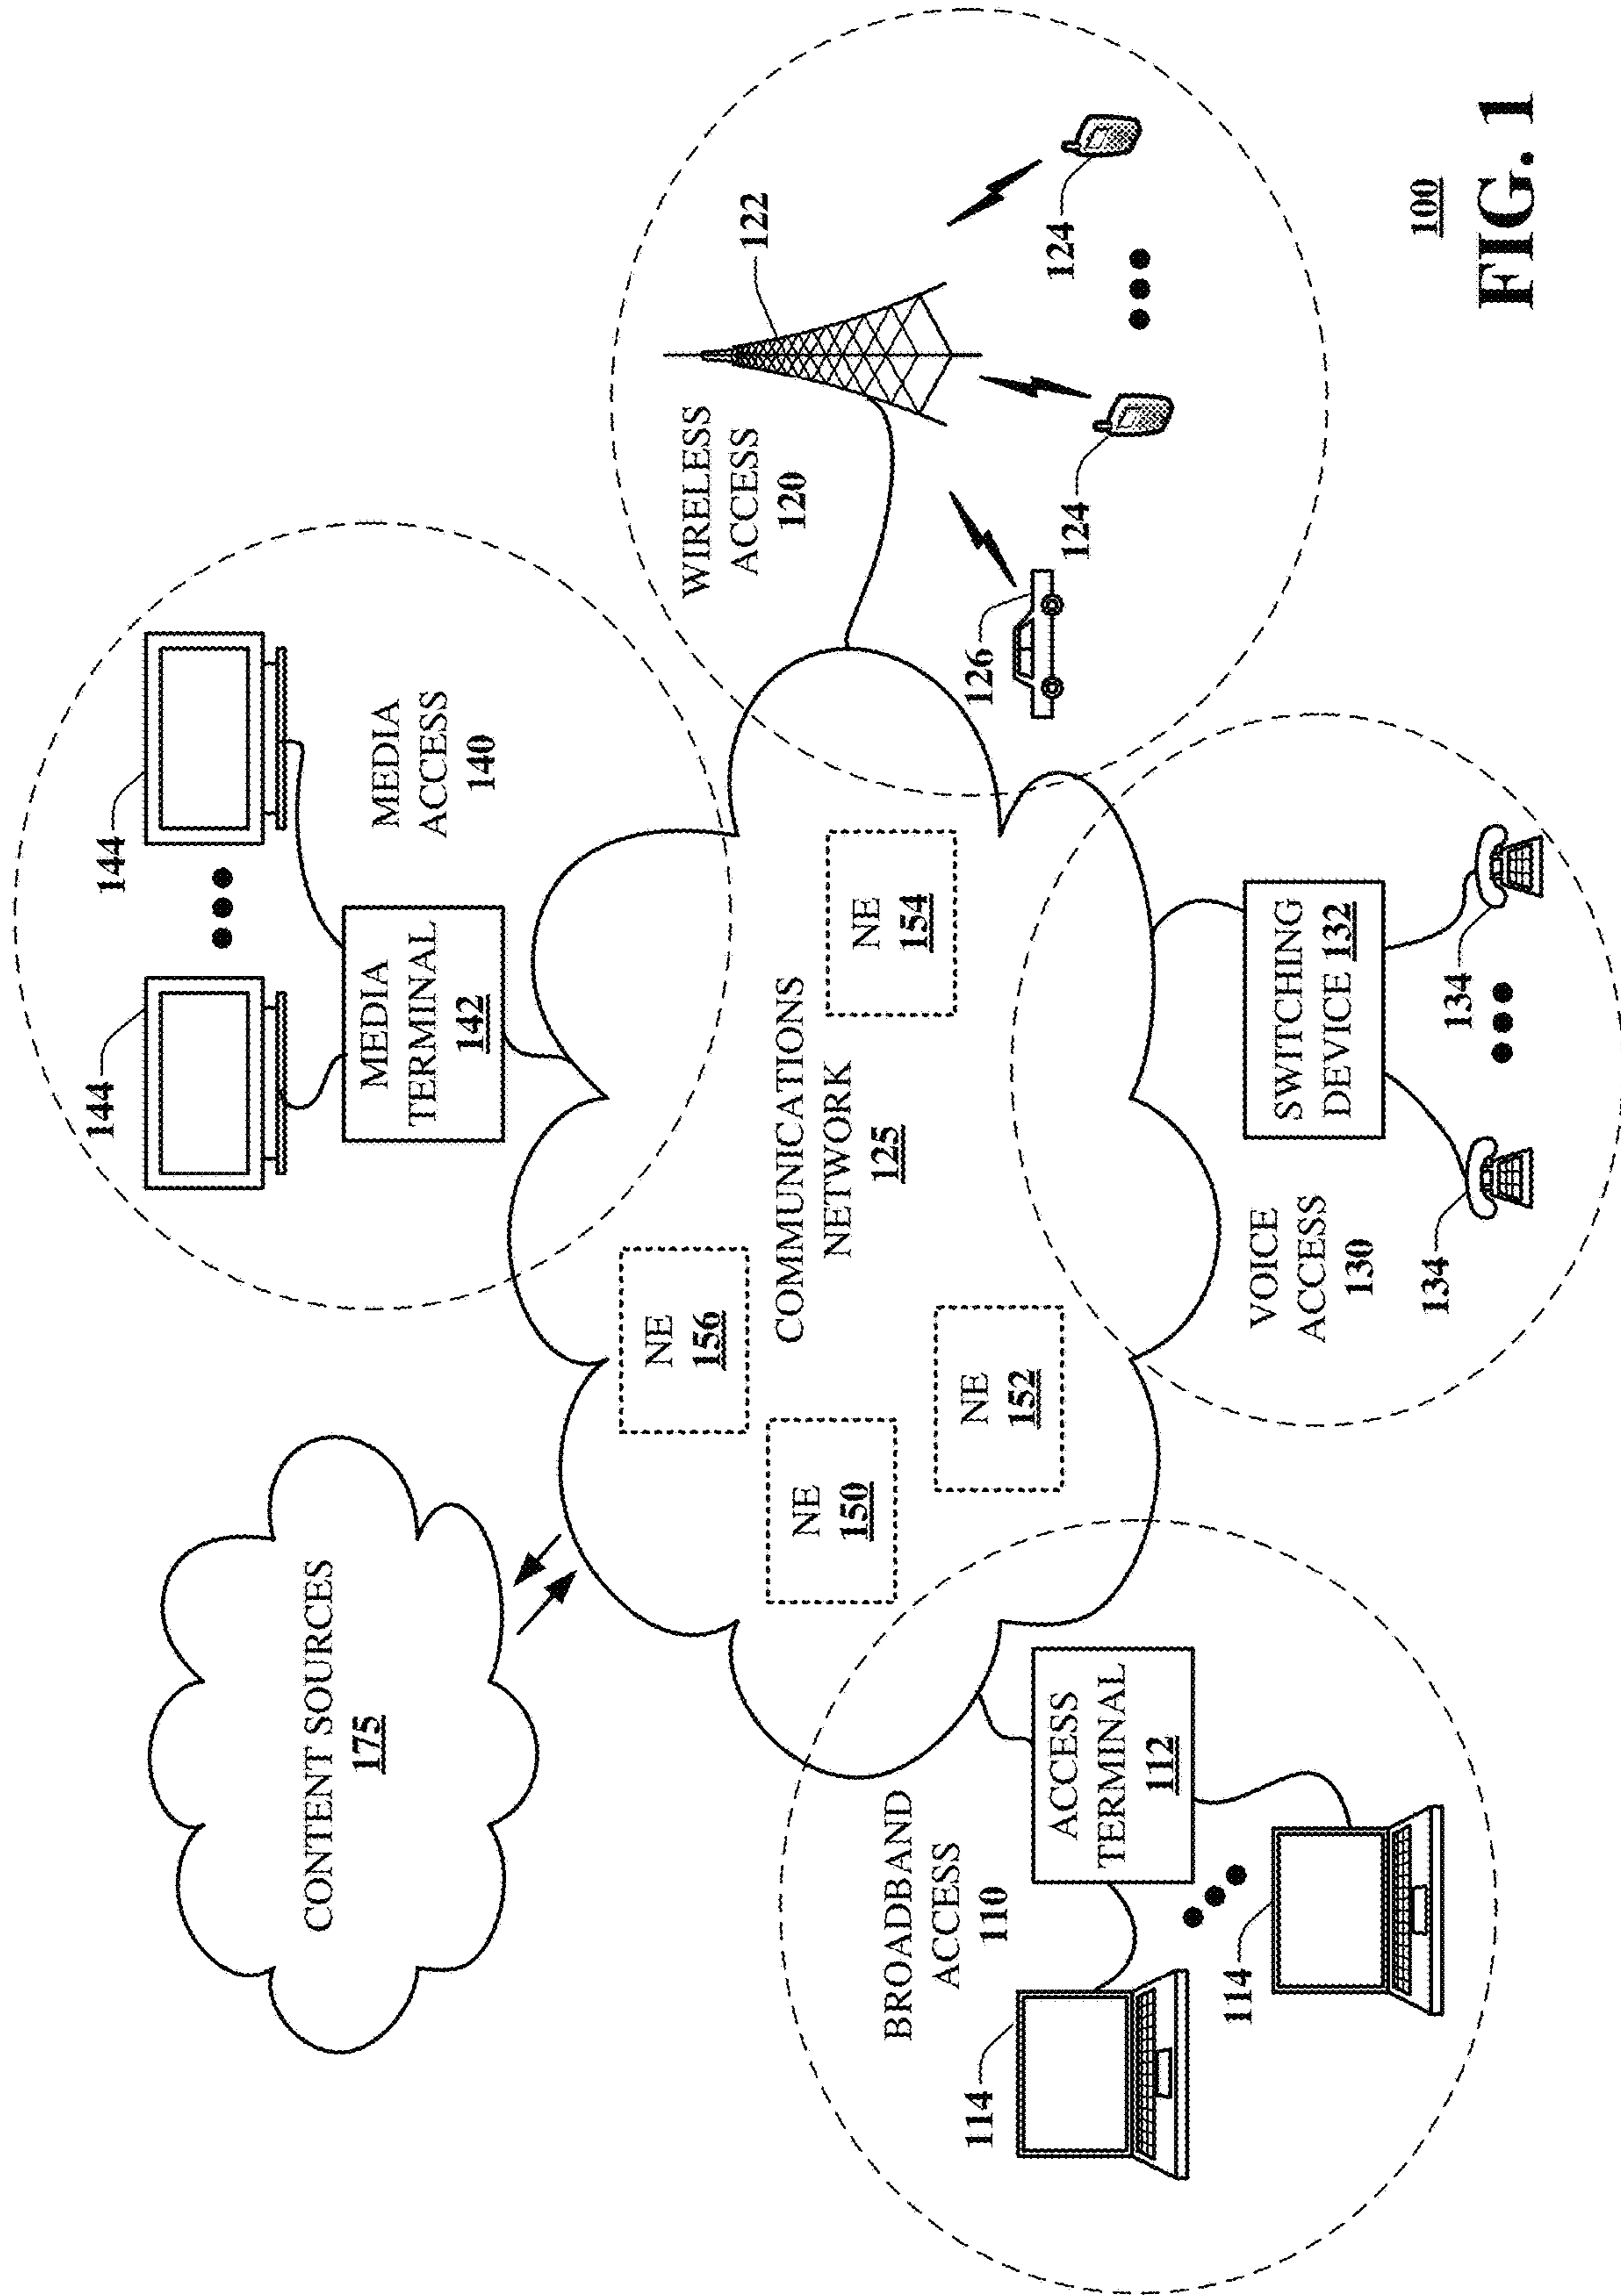 CONTENT SOURCES
175
144
144
MEDIA
TERMINAL
142
MEDIA
ACCESS
140
WIRELESS
ACCESS
120
122
124
124
126
NE
156
NE
150
NE
152
NE
154
COMMUNICATIONS
NETWORK
125
BROADBAND
ACCESS
110
ACCESS
TERMINAL
112
114
114
VOICE
ACCESS
130
SWITCHING
DEVICE 132
134
134
100
FIG. 1